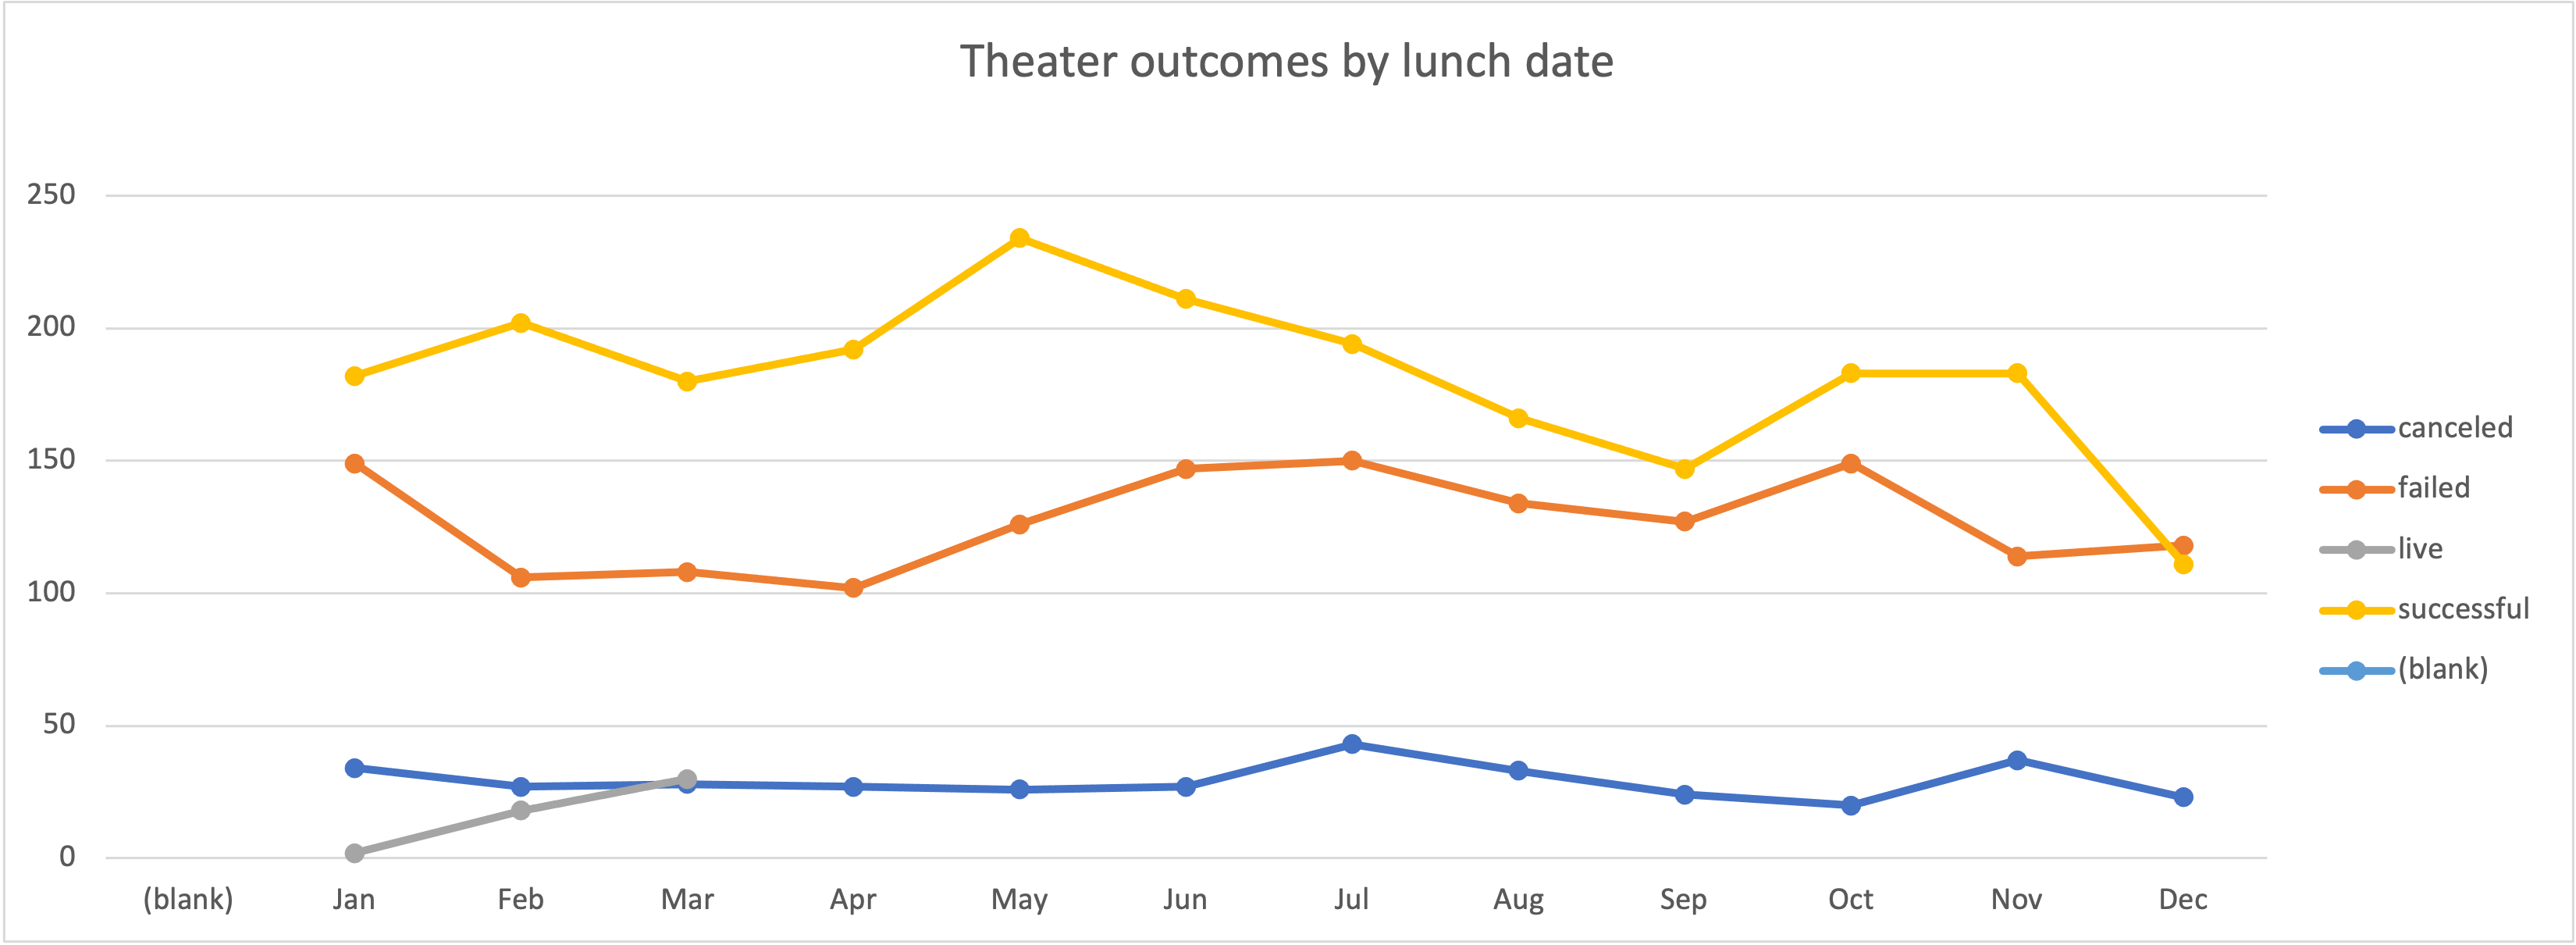 Theater outcomes by lunch date
250
200
150
100
50
0
(blank) Jan Feb Mar Apr May Jun Jul Aug Sep Oct Nov Dec
canceled
failed
live
successful
(blank)